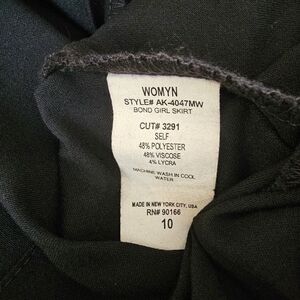 WOMYN
STYLE# AK-4047MW
BOND GIRL SKIRT
CUT# 3291
SELF
48% POLYESTER
48% VISCOSE
4% LYCRA
MACHINE WASH IN COOL
WATER
MADE IN NEW YORK CITY, USA
RN# 90166
10